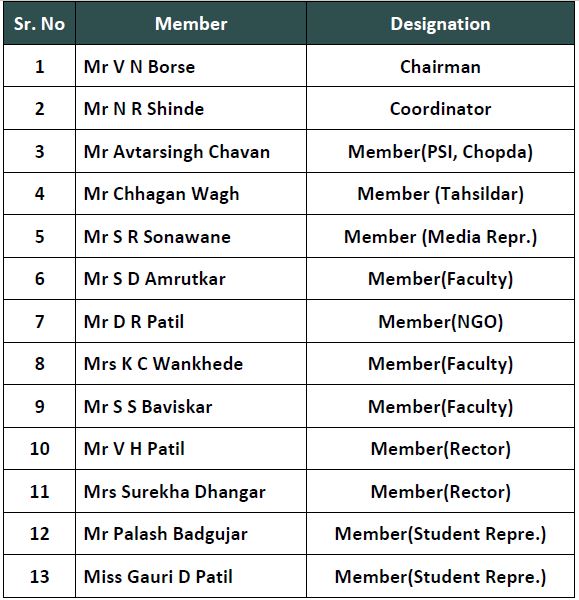 Sr. No Member Designation
1 Mr V N Borse Chairman
2 Mr N R Shinde Coordinator
3 Mr Avtarsingh Chavan Member(PSI, Chopda)
4 Mr Chhagan Wagh Member (Tahsildar)
5 Mr S R Sonawane Member (Media Repr.)
6 Mr S D Amrutkar Member(Faculty)
7 Mr D R Patil Member(NGO)
8 Mrs K C Wankhede Member(Faculty)
9 Mr S S Baviskar Member(Faculty)
10 Mr V H Patil Member(Rector)
11 Mrs Surekha Dhangar Member(Rector)
12 Mr Palash Badgujar Member(Student Repre.)
13 Miss Gauri D Patil Member(Student Repre.)